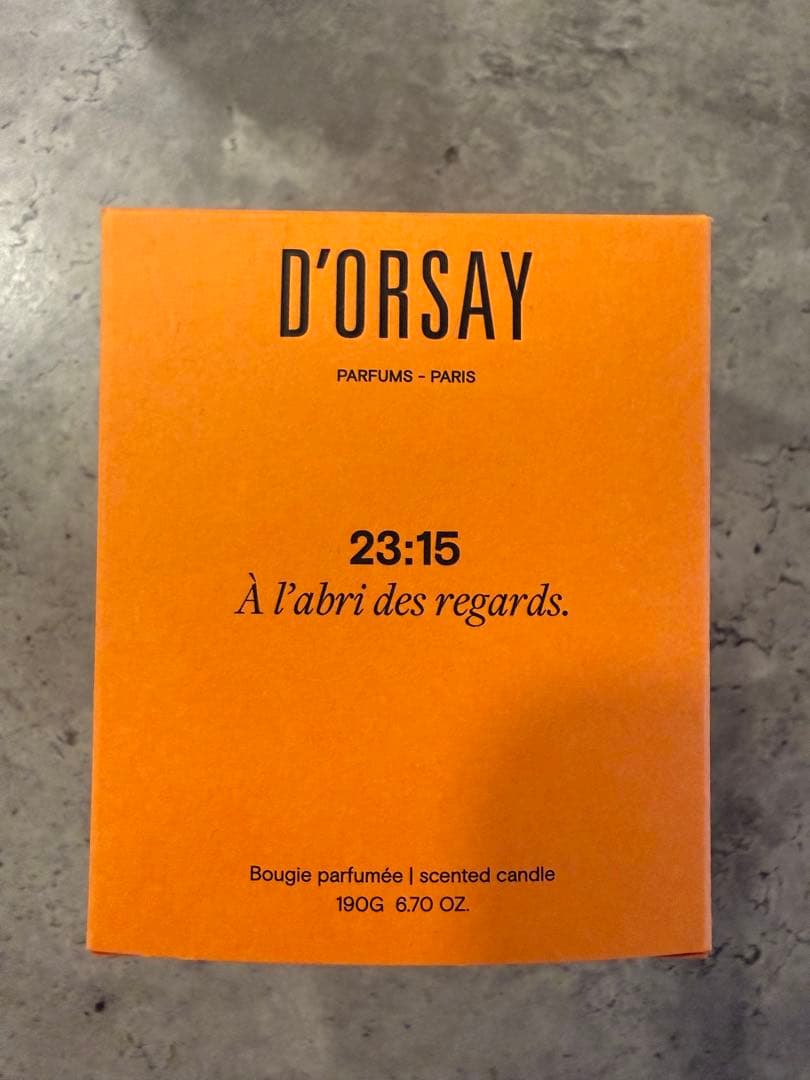 D'ORSAY
PARFUMS - PARIS
23:15
À l'abri des regards.
Bougie parfumée | scented candle
190G 6.70 OZ.